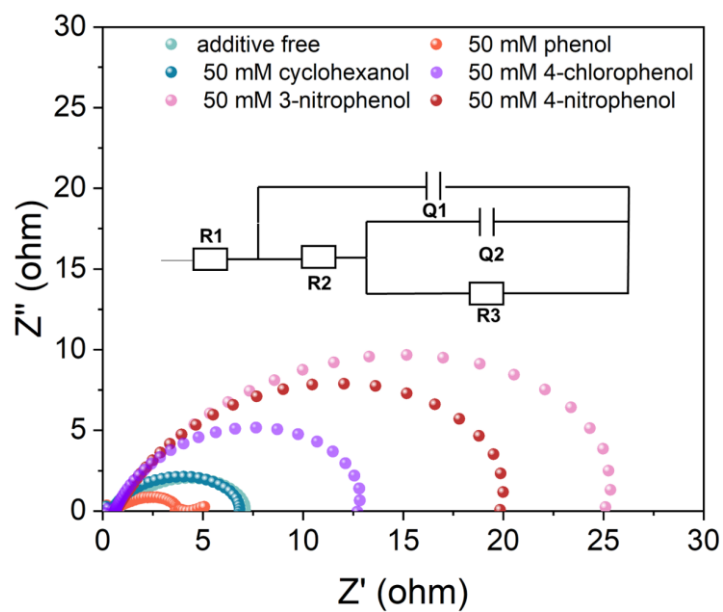 30
25
20
15
10
5
0
Z" (ohm)
additive free
50 mM phenol
50 mM cyclohexanol
50 mM 4-chlorophenol
50 mM 3-nitrophenol
50 mM 4-nitrophenol
Q1
R1
R2
Q2
R3
0
5
10
15
20
25
30
Z' (ohm)